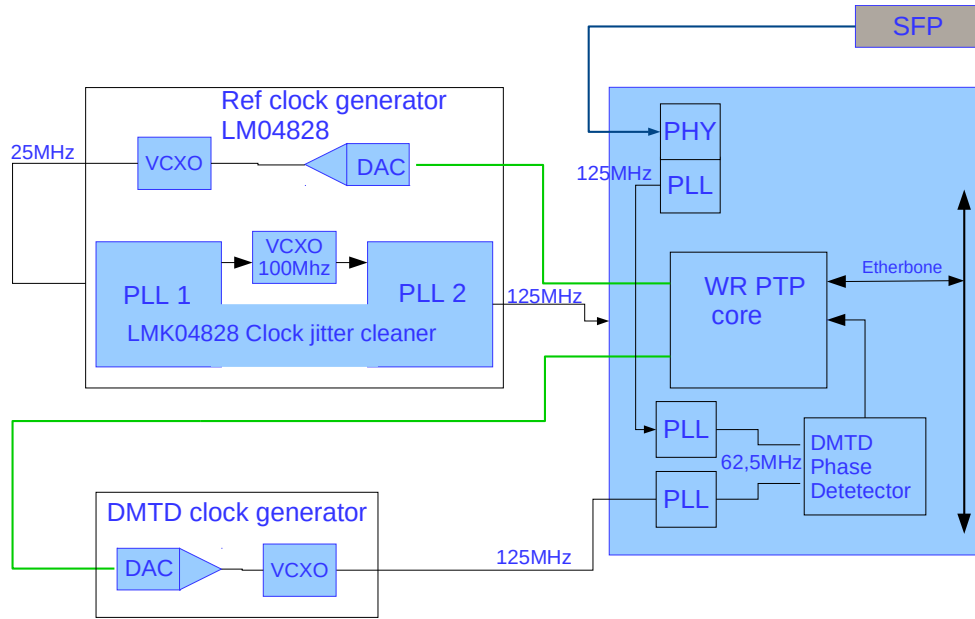 SFP
Ref clock generator
LM04828
25MHz
VCXO
DAC
PHY
125MHz
PLL
VCXO
100Mhz
PLL 1
PLL 2
125MHz
LMK04828 Clock jitter cleaner
WR PTP
core
Etherbone
PLL
62,5MHz
PLL
DMTD
Phase
Detetector
DMTD clock generator
DAC
VCXO
125MHz